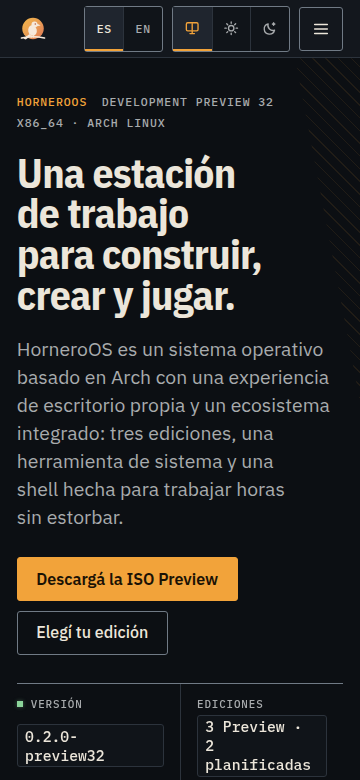 ES EN
HORNEROOS DEVELOPMENT PREVIEW 32
X86_64 · ARCH LINUX
Una estación
de trabajo
para construir,
crear y jugar.
HorneroOS es un sistema operativo
basado en Arch con una experiencia
de escritorio propia y un ecosistema
integrado: tres ediciones, una
herramienta de sistema y una
shell hecha para trabajar horas
sin estorbar.
Descargá la ISO Preview
Elegí tu edición
VERSIÓN
0.2.0-
preview32
EDICIONES
3 Preview ·
2
planificadas